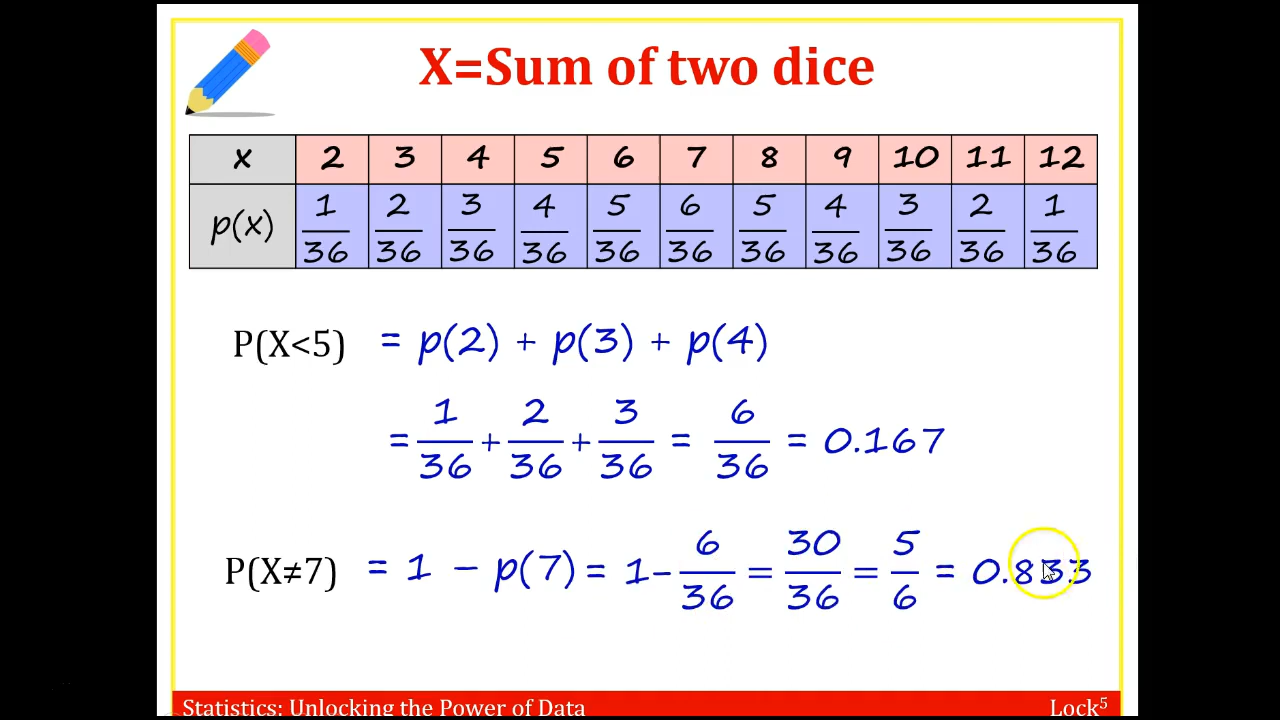 X=Sum of two dice
x 2 3 4 5 6 7 8 9 10 11 12
p(x) 1/36 2/36 3/36 4/36 5/36 6/36 5/36 4/36 3/36 2/36 1/36
P(X<5) = p(2) + p(3) + p(4)
= 1/36 + 2/36 + 3/36 = 6/36 = 0.167
P(X≠7) = 1 − p(7) = 1− 6/36 = 30/36 = 5/6 = 0.833
Statistics: Unlocking the Power of Data Lock⁵